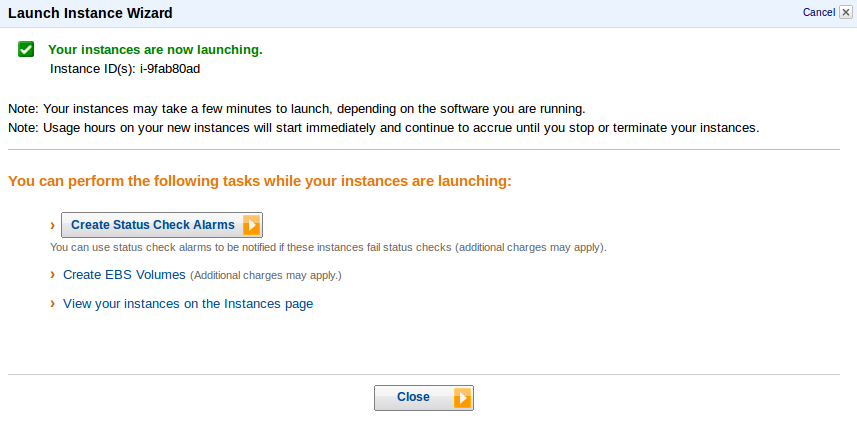 Launch Instance Wizard
Cancel
Your instances are now launching.
Instance ID(s): i-9fab80ad
Note: Your instances may take a few minutes to launch, depending on the software you are running.
Note: Usage hours on your new instances will start immediately and continue to accrue until you stop or terminate your instances.
You can perform the following tasks while your instances are launching:
› Create Status Check Alarms
You can use status check alarms to be notified if these instances fail status checks (additional charges may apply).
› Create EBS Volumes (Additional charges may apply.)
› View your instances on the Instances page
Close